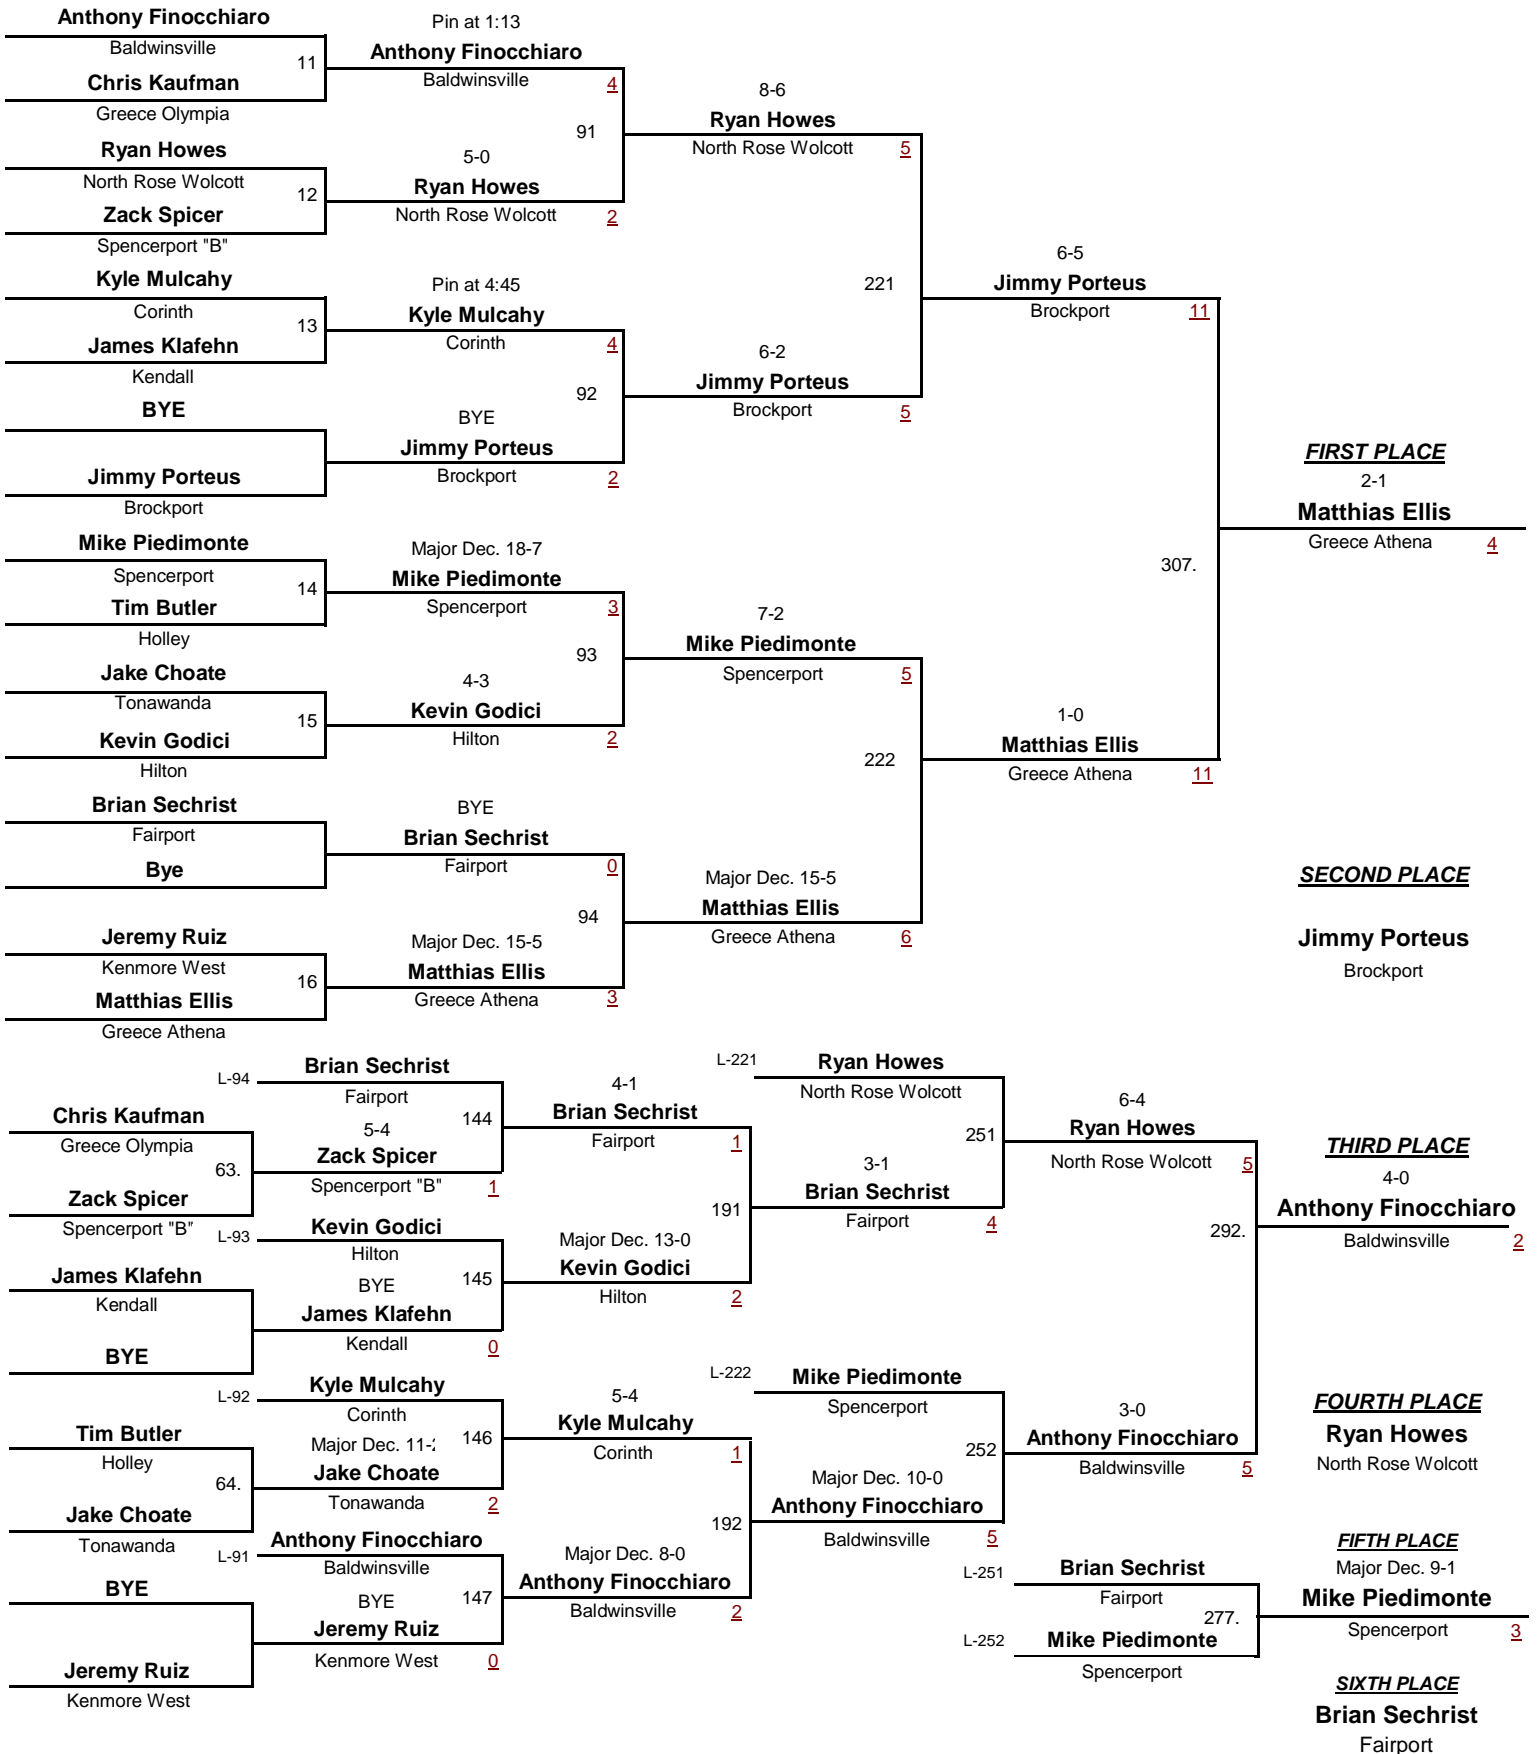 Anthony Finocchiaro
Baldwinsville
11
Chris Kaufman
Greece Olympia
Ryan Howes
North Rose Wolcott
12
Zack Spicer
Spencerport "B"
Kyle Mulcahy
Corinth
13
James Klafehn
Kendall
BYE
Jimmy Porteus
Brockport
Mike Piedimonte
Spencerport
14
Tim Butler
Holley
Jake Choate
Tonawanda
15
Kevin Godici
Hilton
Brian Sechrist
Fairport
Bye
Jeremy Ruiz
Kenmore West
16
Matthias Ellis
Greece Athena
Pin at 1:13
Anthony Finocchiaro
Baldwinsville
4
91
5-0
Ryan Howes
North Rose Wolcott
2
Pin at 4:45
Kyle Mulcahy
Corinth
4
92
BYE
Jimmy Porteus
Brockport
2
Major Dec. 18-7
Mike Piedimonte
Spencerport
3
93
4-3
Kevin Godici
Hilton
2
BYE
Brian Sechrist
Fairport
0
94
Major Dec. 15-5
Matthias Ellis
Greece Athena
3
8-6
Ryan Howes
North Rose Wolcott
5
221
6-2
Jimmy Porteus
Brockport
5
7-2
Mike Piedimonte
Spencerport
5
222
Major Dec. 15-5
Matthias Ellis
Greece Athena
6
6-5
Jimmy Porteus
Brockport
11
307.
1-0
Matthias Ellis
Greece Athena
11
FIRST PLACE
2-1
Matthias Ellis
Greece Athena
4
SECOND PLACE
Jimmy Porteus
Brockport
Chris Kaufman
Greece Olympia
63.
Zack Spicer
Spencerport "B"
James Klafehn
Kendall
BYE
Tim Butler
Holley
64.
Jake Choate
Tonawanda
BYE
Jeremy Ruiz
Kenmore West
L-94
Brian Sechrist
Fairport
144
5-4
Zack Spicer
Spencerport "B"
1
L-93
Kevin Godici
Hilton
145
BYE
James Klafehn
Kendall
0
L-92
Kyle Mulcahy
Corinth
146
Major Dec. 11-
Jake Choate
Tonawanda
2
L-91
Anthony Finocchiaro
Baldwinsville
147
BYE
Jeremy Ruiz
Kenmore West
0
4-1
Brian Sechrist
Fairport
1
191
Major Dec. 13-0
Kevin Godici
Hilton
2
5-4
Kyle Mulcahy
Corinth
1
192
Major Dec. 8-0
Anthony Finocchiaro
Baldwinsville
2
L-221
Ryan Howes
North Rose Wolcott
251
3-1
Brian Sechrist
Fairport
4
L-222
Mike Piedimonte
Spencerport
252
Major Dec. 10-0
Anthony Finocchiaro
Baldwinsville
5
6-4
Ryan Howes
North Rose Wolcott
5
292.
3-0
Anthony Finocchiaro
Baldwinsville
5
L-251
Brian Sechrist
Fairport
277.
L-252
Mike Piedimonte
Spencerport
THIRD PLACE
4-0
Anthony Finocchiaro
Baldwinsville
2
FOURTH PLACE
Ryan Howes
North Rose Wolcott
FIFTH PLACE
Major Dec. 9-1
Mike Piedimonte
Spencerport
3
SIXTH PLACE
Brian Sechrist
Fairport